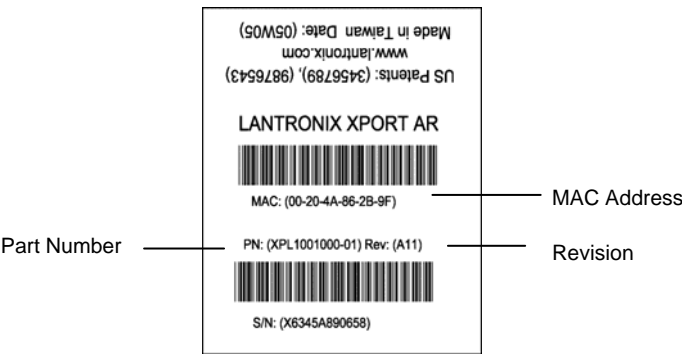 US Patents: (3456789), (9876543)
www.lantronix.com
Made in Taiwan Date: (05W05)
LANTRONIX XPORT AR
MAC: (00-20-4A-86-2B-9F)
MAC Address
Part Number
PN: (XPL1001000-01) Rev: (A11)
Revision
S/N: (X6345A890658)